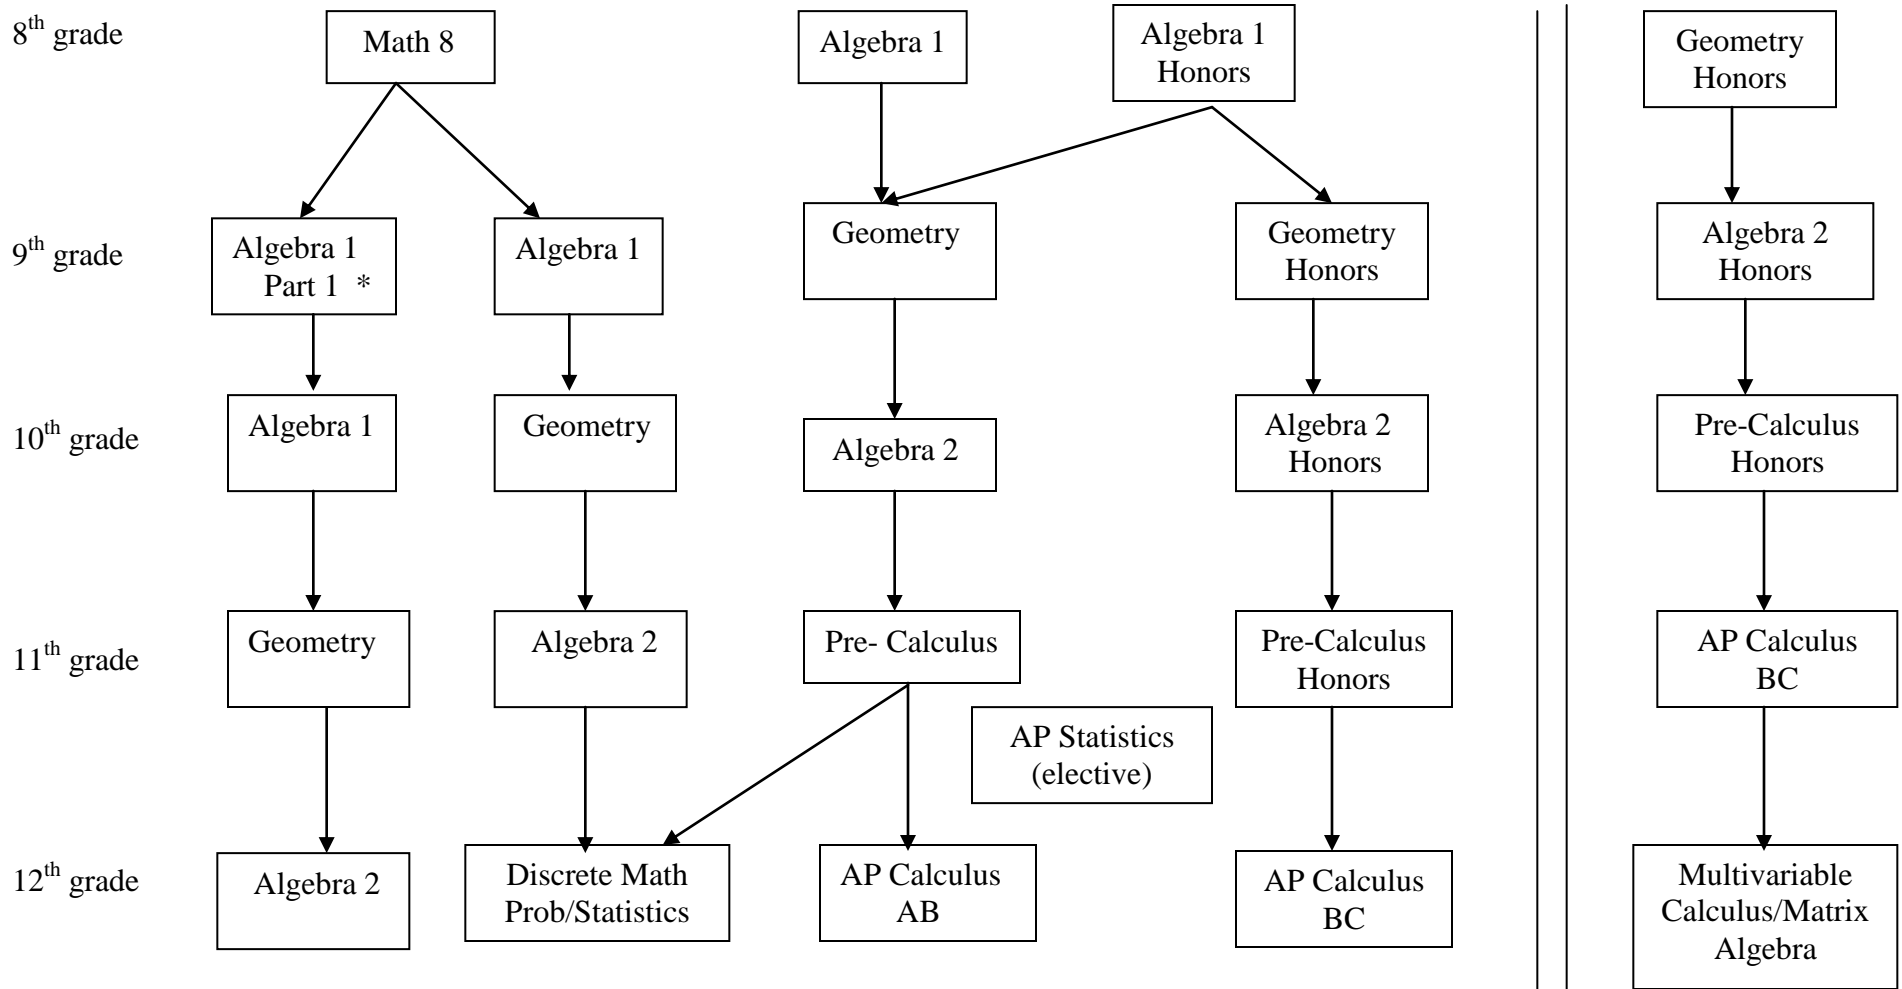 8th grade
Math 8
Algebra 1
Algebra 1
Honors
Geometry
Honors
9th grade
Algebra 1
Part 1 *
Algebra 1
Geometry
Geometry
Honors
Algebra 2
Honors
10th grade
Algebra 1
Geometry
Algebra 2
Algebra 2
Honors
Pre-Calculus
Honors
11th grade
Geometry
Algebra 2
Pre- Calculus
Pre-Calculus
Honors
AP Calculus
BC
AP Statistics
(elective)
12th grade
Algebra 2
Discrete Math
Prob/Statistics
AP Calculus
AB
AP Calculus
BC
Multivariable
Calculus/Matrix
Algebra